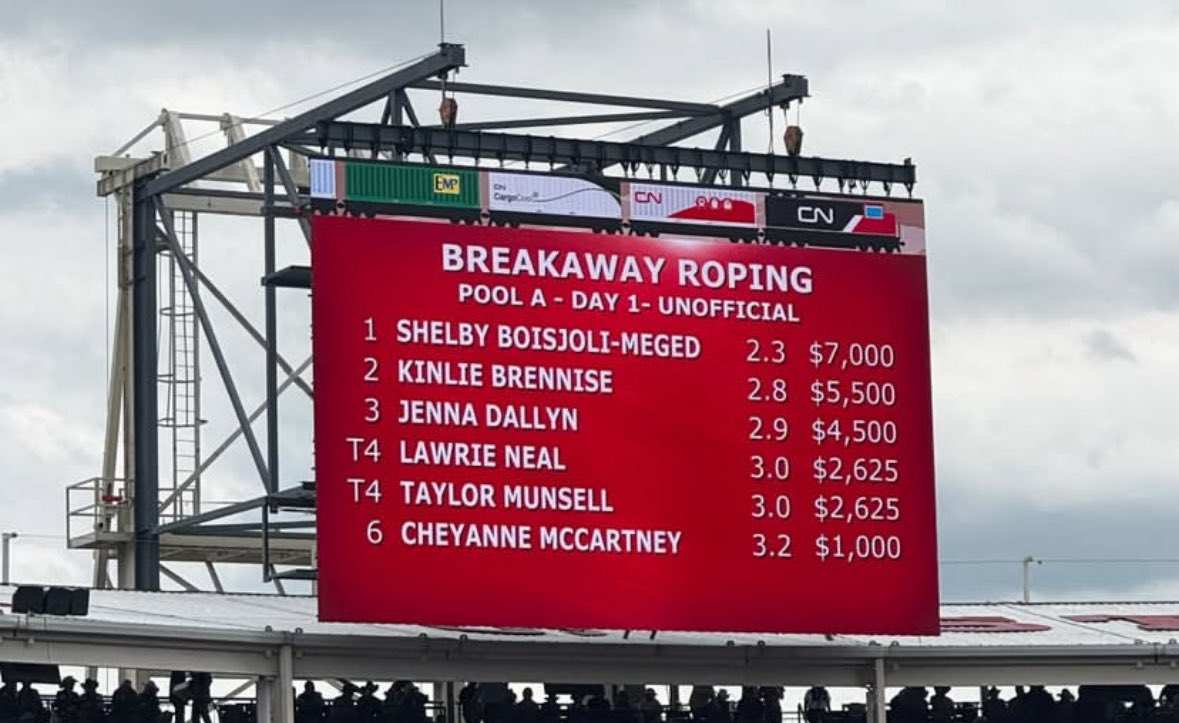 EMP
CN
CargoCool
CN
CN
BREAKAWAY ROPING
POOL A - DAY 1- UNOFFICIAL
1 SHELBY BOISJOLI-MEGED 2.3 $7,000
2 KINLIE BRENNISE 2.8 $5,500
3 JENNA DALLYN 2.9 $4,500
T4 LAWRIE NEAL 3.0 $2,625
T4 TAYLOR MUNSELL 3.0 $2,625
6 CHEYANNE MCCARTNEY 3.2 $1,000